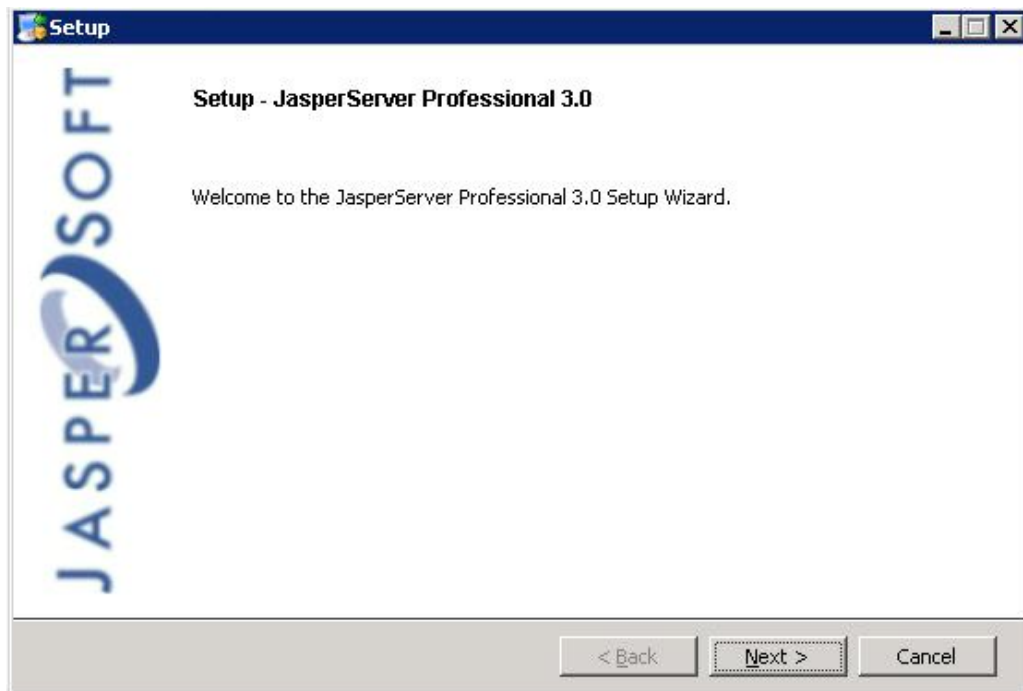 Setup
JASPERSOFT
Setup - JasperServer Professional 3.0
Welcome to the JasperServer Professional 3.0 Setup Wizard.
< Back
Next >
Cancel